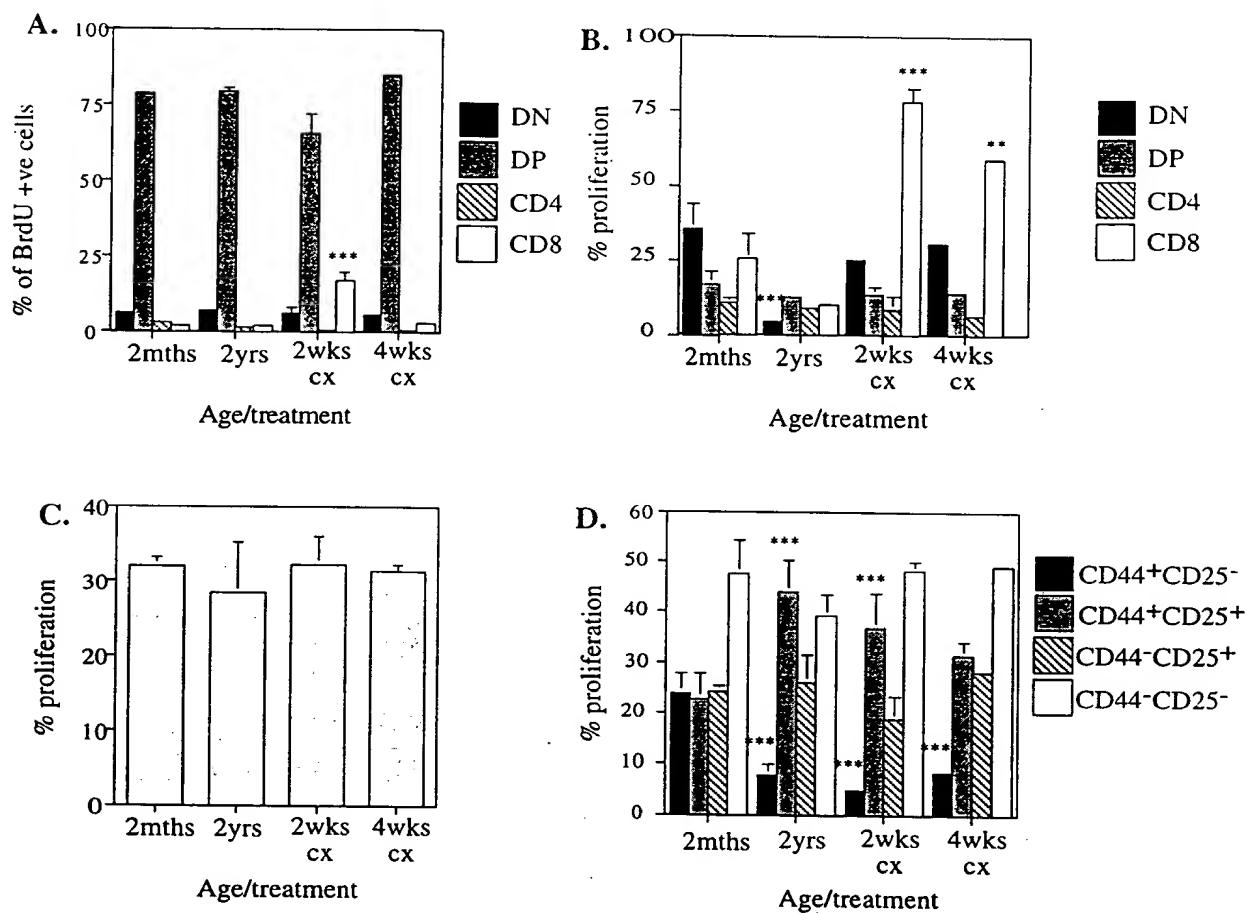 A.
% of BrdU +ve cells
100
75
50
25
0
***
2mths 2yrs 2wks cx 4wks cx
Age/treatment
DN
DP
CD4
CD8
B.
% proliferation
100
75
50
25
0
***
***
**
2mths 2yrs 2wks cx 4wks cx
Age/treatment
DN
DP
CD4
CD8
C.
% proliferation
40
30
20
10
0
2mths 2yrs 2wks cx 4wks cx
Age/treatment
D.
% proliferation
60
50
40
30
20
10
0
***
***
***
***
***
2mths 2yrs 2wks cx 4wks cx
Age/treatment
CD44+CD25-
CD44+CD25+
CD44-CD25+
CD44-CD25-